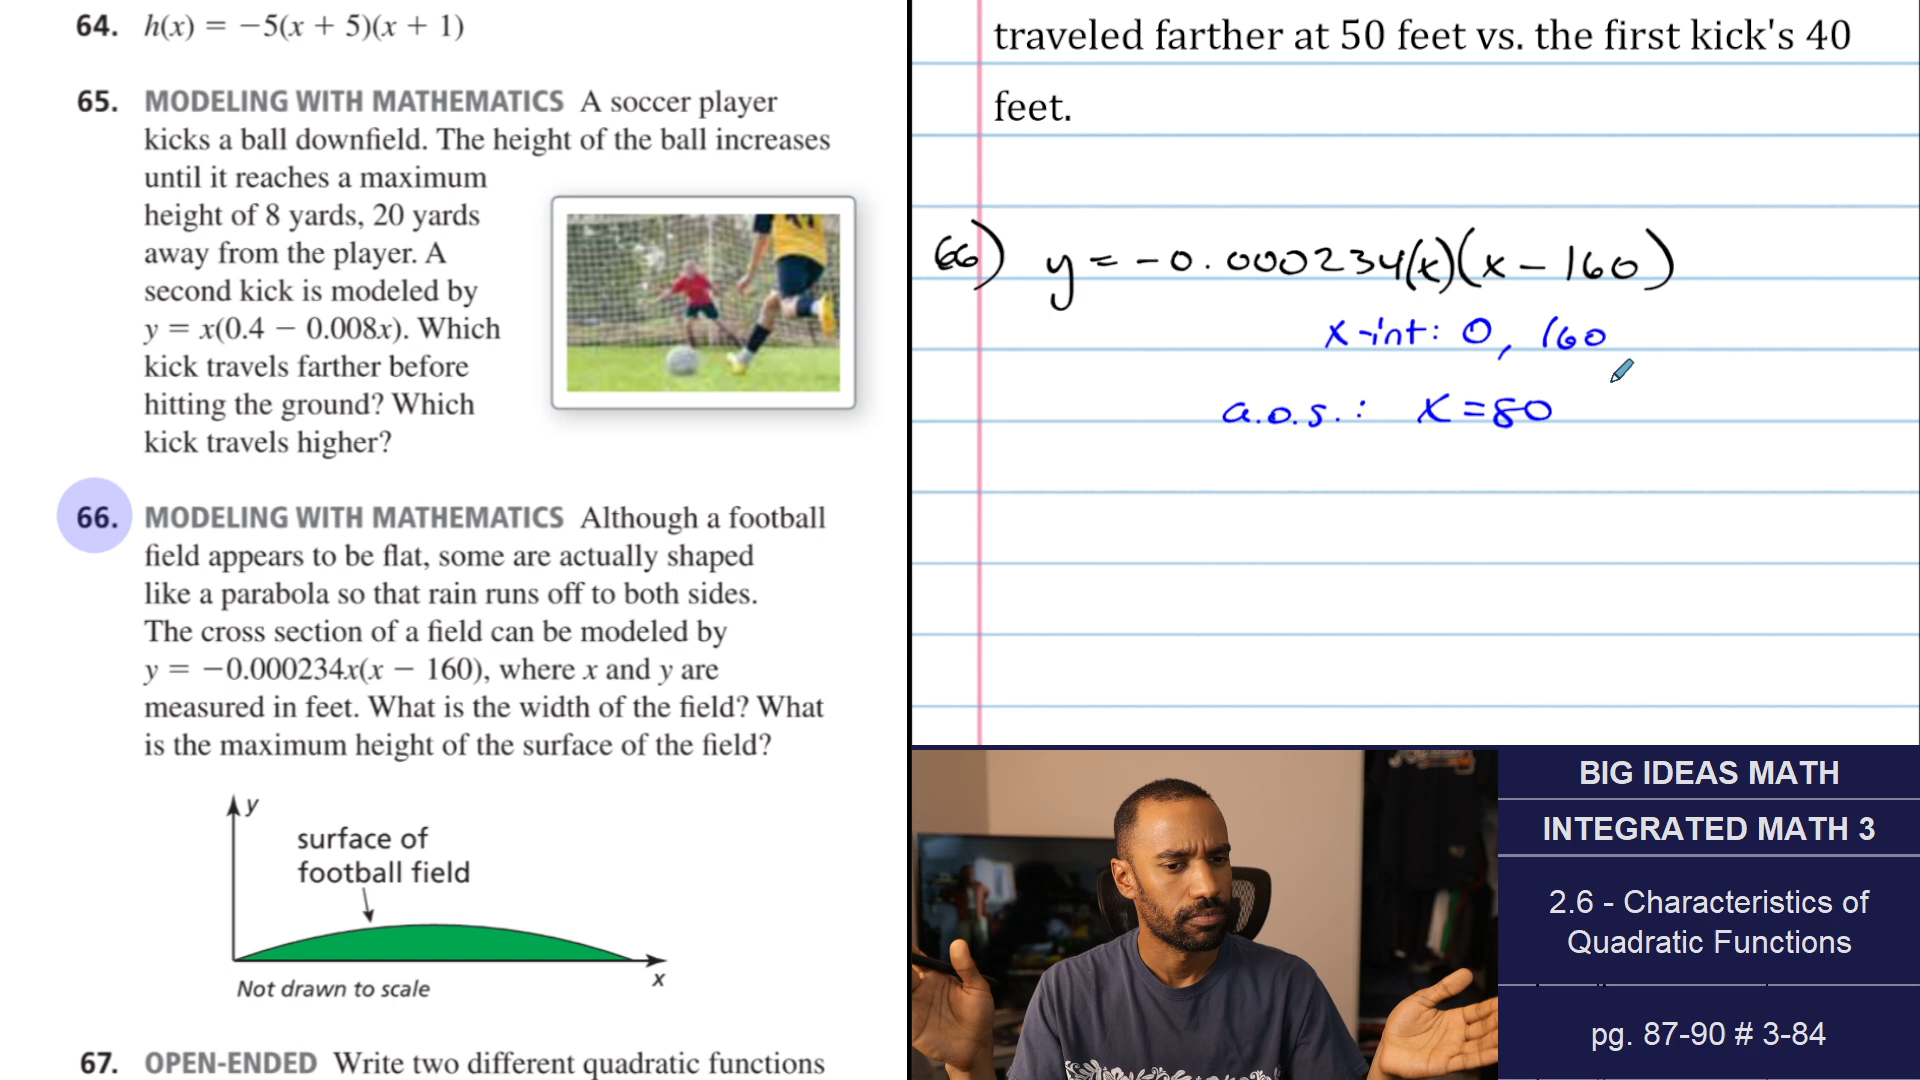 64. h(x) = −5(x + 5)(x + 1)
65. MODELING WITH MATHEMATICS A soccer player
kicks a ball downfield. The height of the ball increases
until it reaches a maximum
height of 8 yards, 20 yards
away from the player. A
second kick is modeled by
y = x(0.4 − 0.008x). Which
kick travels farther before
hitting the ground? Which
kick travels higher?
66. MODELING WITH MATHEMATICS Although a football
field appears to be flat, some are actually shaped
like a parabola so that rain runs off to both sides.
The cross section of a field can be modeled by
y = −0.000234x(x − 160), where x and y are
measured in feet. What is the width of the field? What
is the maximum height of the surface of the field?
y
surface of
football field
x
Not drawn to scale
67. OPEN-ENDED Write two different quadratic functions
traveled farther at 50 feet vs. the first kick's 40
feet.
66) y = -0.000234(x)(x - 160)
x-int: 0, 160
a.o.s.: x = 80
BIG IDEAS MATH
INTEGRATED MATH 3
2.6 - Characteristics of
Quadratic Functions
pg. 87-90 # 3-84